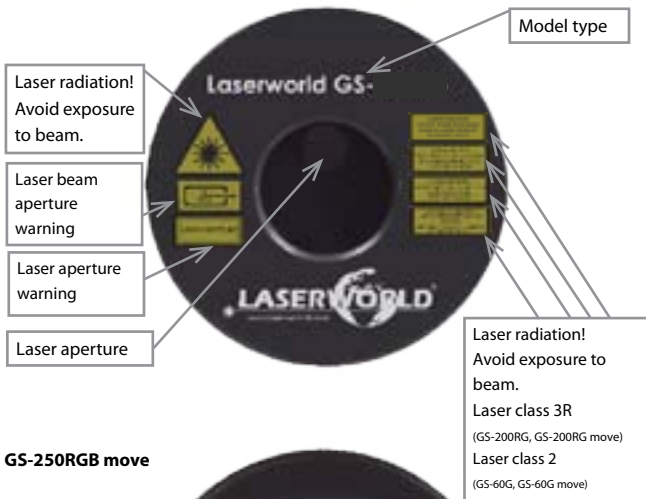 Model type
Laserworld GS-
Laser radiation!
Avoid exposure
to beam.
Laser beam
aperture
warning
Laser aperture
warning
Laser aperture
LASERWORLD
Laser radiation!
Avoid exposure to
beam.
Laser class 3R
(GS-200RG, GS-200RG move)
Laser class 2
(GS-60G, GS-60G move)
GS-250RGB move